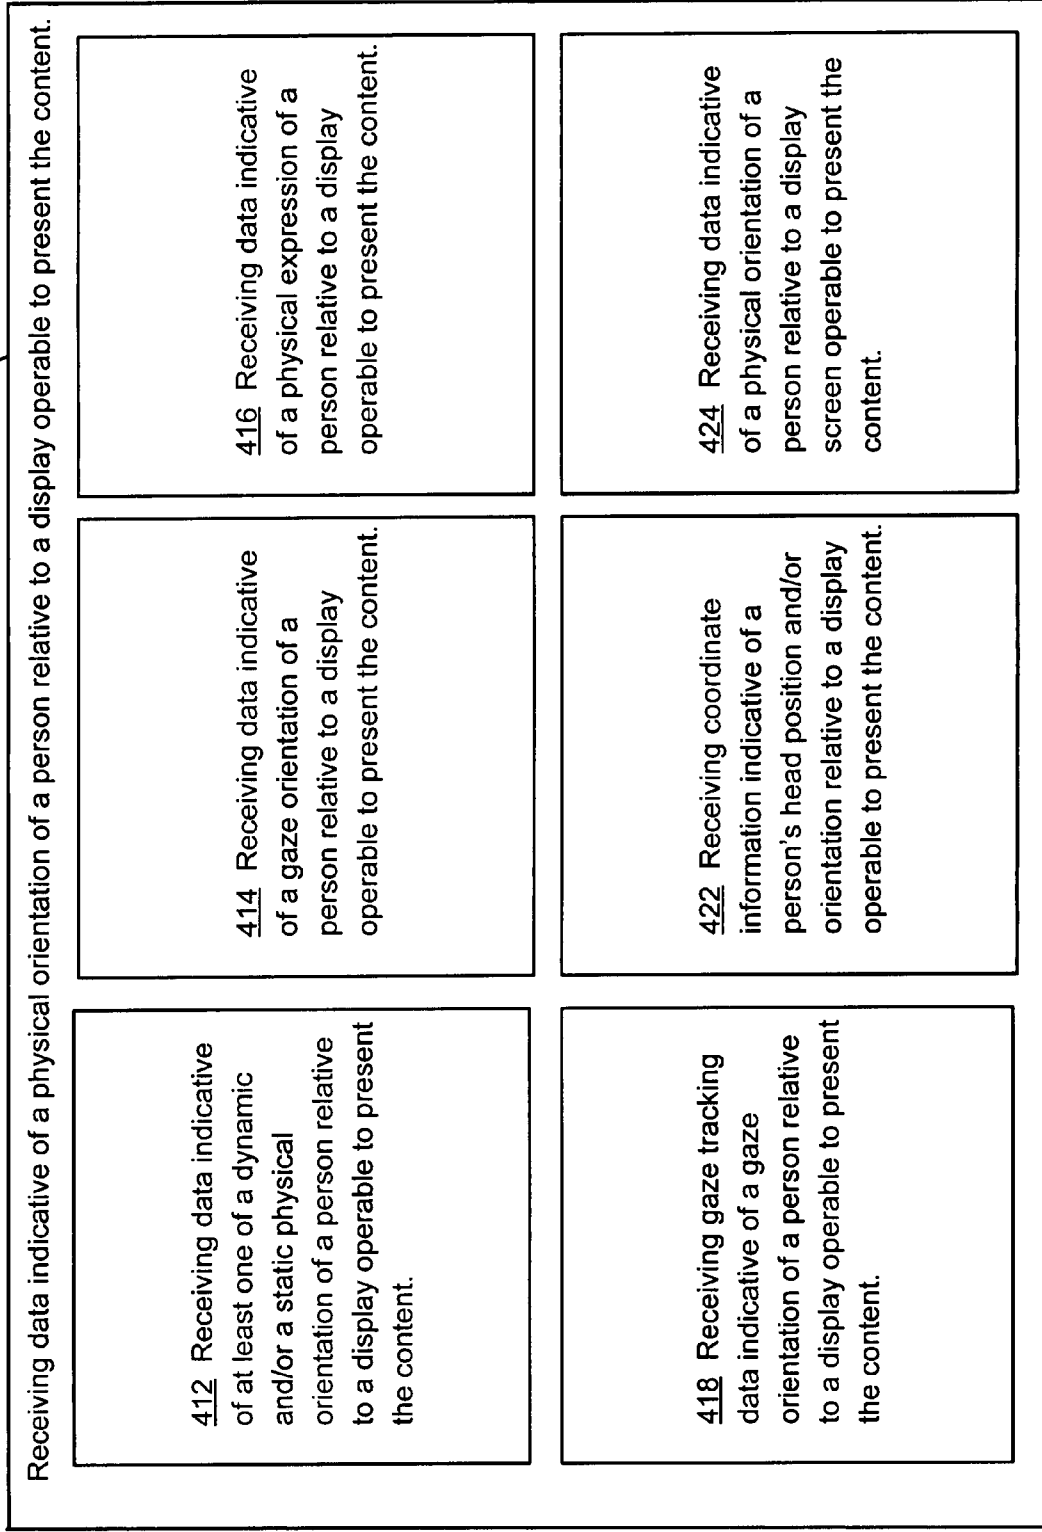 Receiving data indicative of a physical orientation of a person relative to a display operable to present the content.
412 Receiving data indicative
of at least one of a dynamic
and/or a static physical
orientation of a person relative
to a display operable to present
the content.
414 Receiving data indicative
of a gaze orientation of a
person relative to a display
operable to present the content.
416 Receiving data indicative
of a physical expression of a
person relative to a display
operable to present the content.
418 Receiving gaze tracking
data indicative of a gaze
orientation of a person relative
to a display operable to present
the content.
422 Receiving coordinate
information indicative of a
person's head position and/or
orientation relative to a display
operable to present the content.
424 Receiving data indicative
of a physical orientation of a
person relative to a display
screen operable to present the
content.